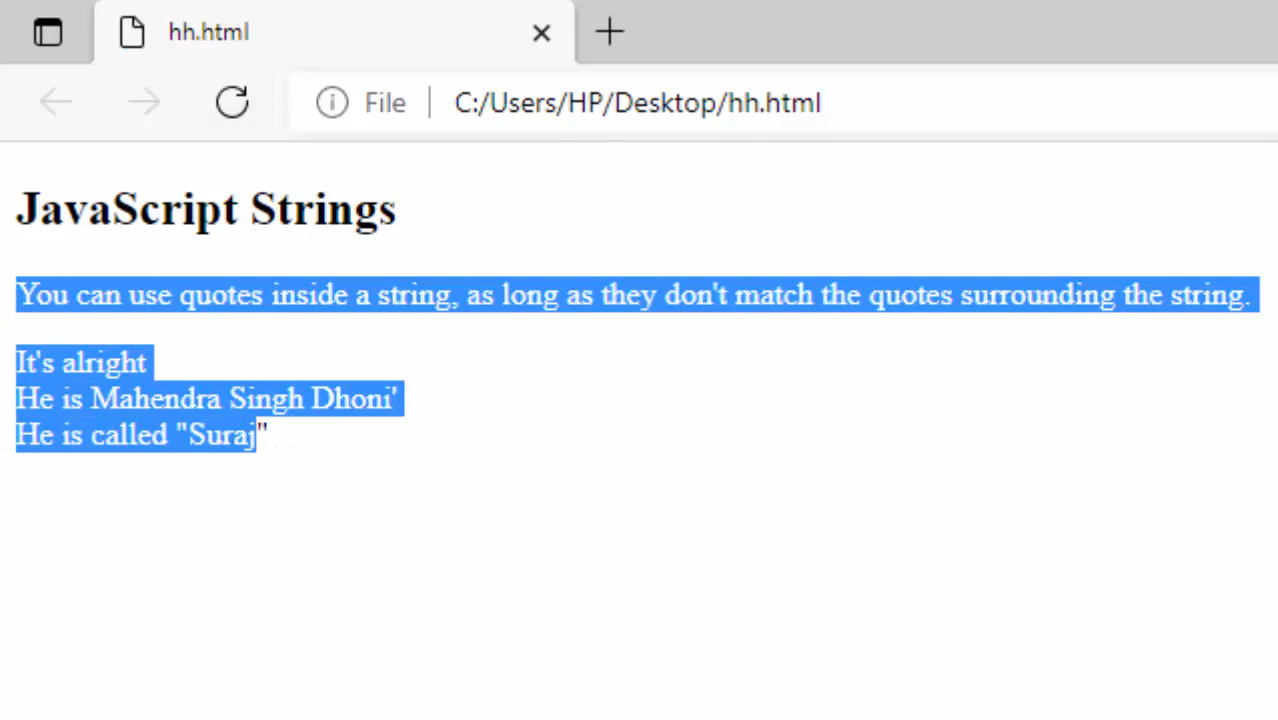 hh.html
File
C:/Users/HP/Desktop/hh.html
JavaScript Strings
You can use quotes inside a string, as long as they don't match the quotes surrounding the string.
It's alright
He is Mahendra Singh Dhoni'
He is called "Suraj"